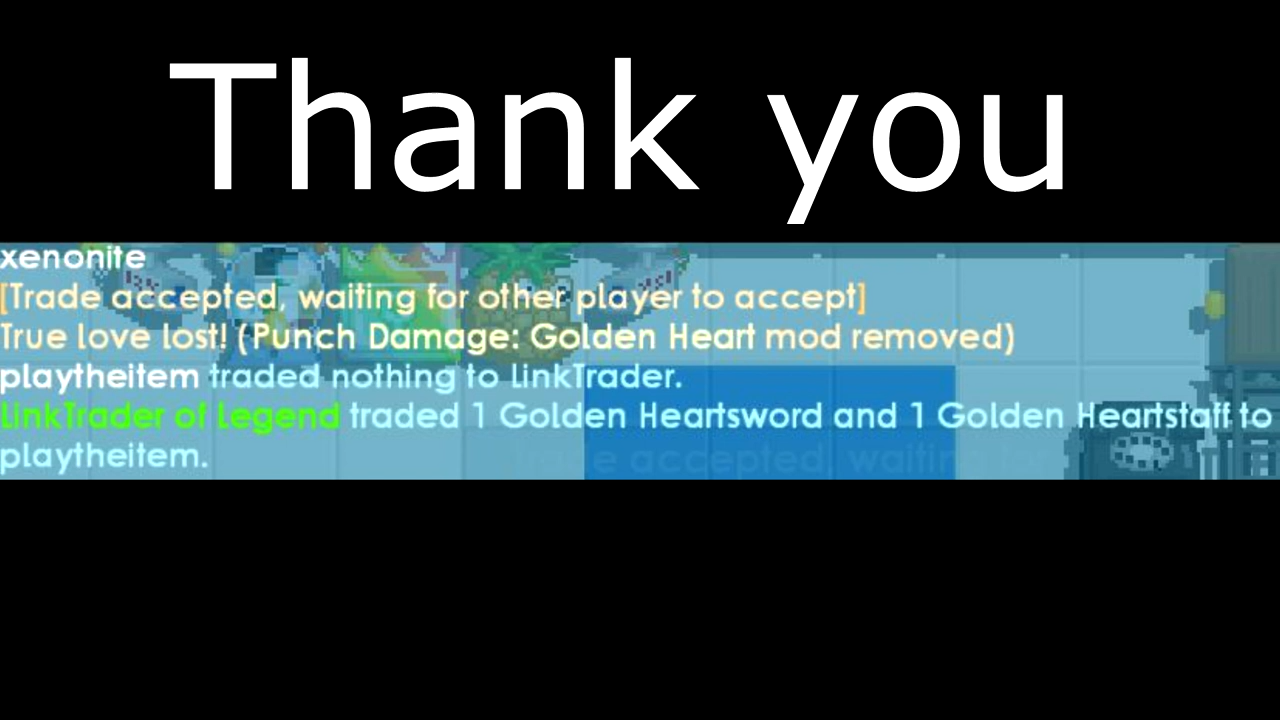 Thank you
xenonite
[Trade accepted, waiting for other player to accept]
True love lost! (Punch Damage: Golden Heart mod removed)
playtheitem traded nothing to LinkTrader.
LinkTrader of Legend traded 1 Golden Heartsword and 1 Golden Heartstaff to
playtheitem.